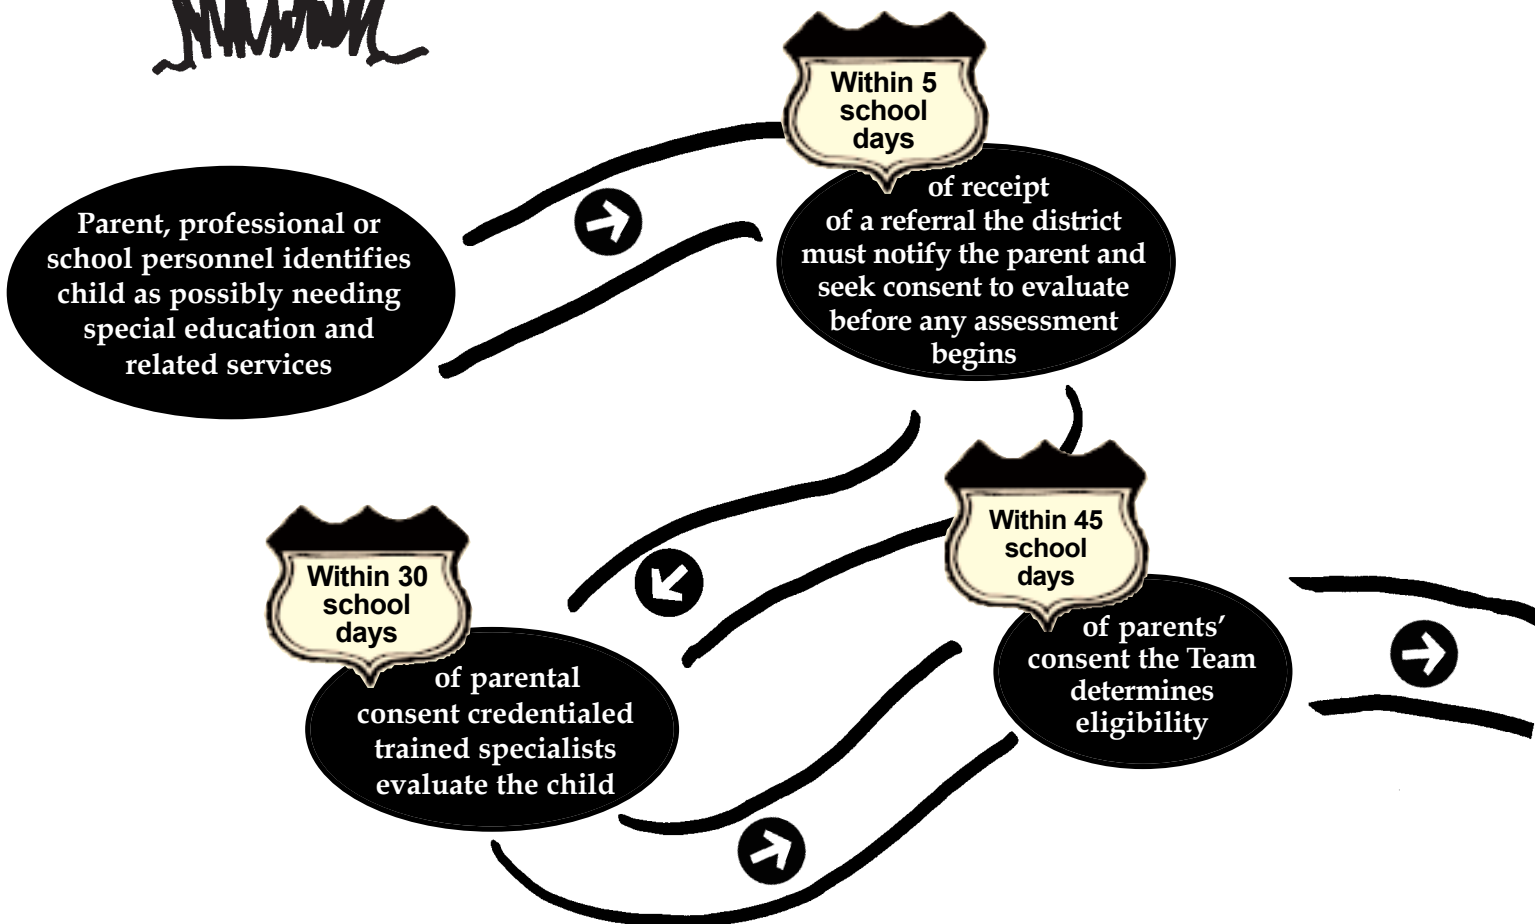 Parent, professional or
school personnel identifies
child as possibly needing
special education and
related services
Within 5
school
days
of receipt
of a referral the district
must notify the parent and
seek consent to evaluate
before any assessment
begins
Within 30
school
days
of parental
consent credentialed
trained specialists
evaluate the child
Within 45
school
days
of parents’
consent the Team
determines
eligibility